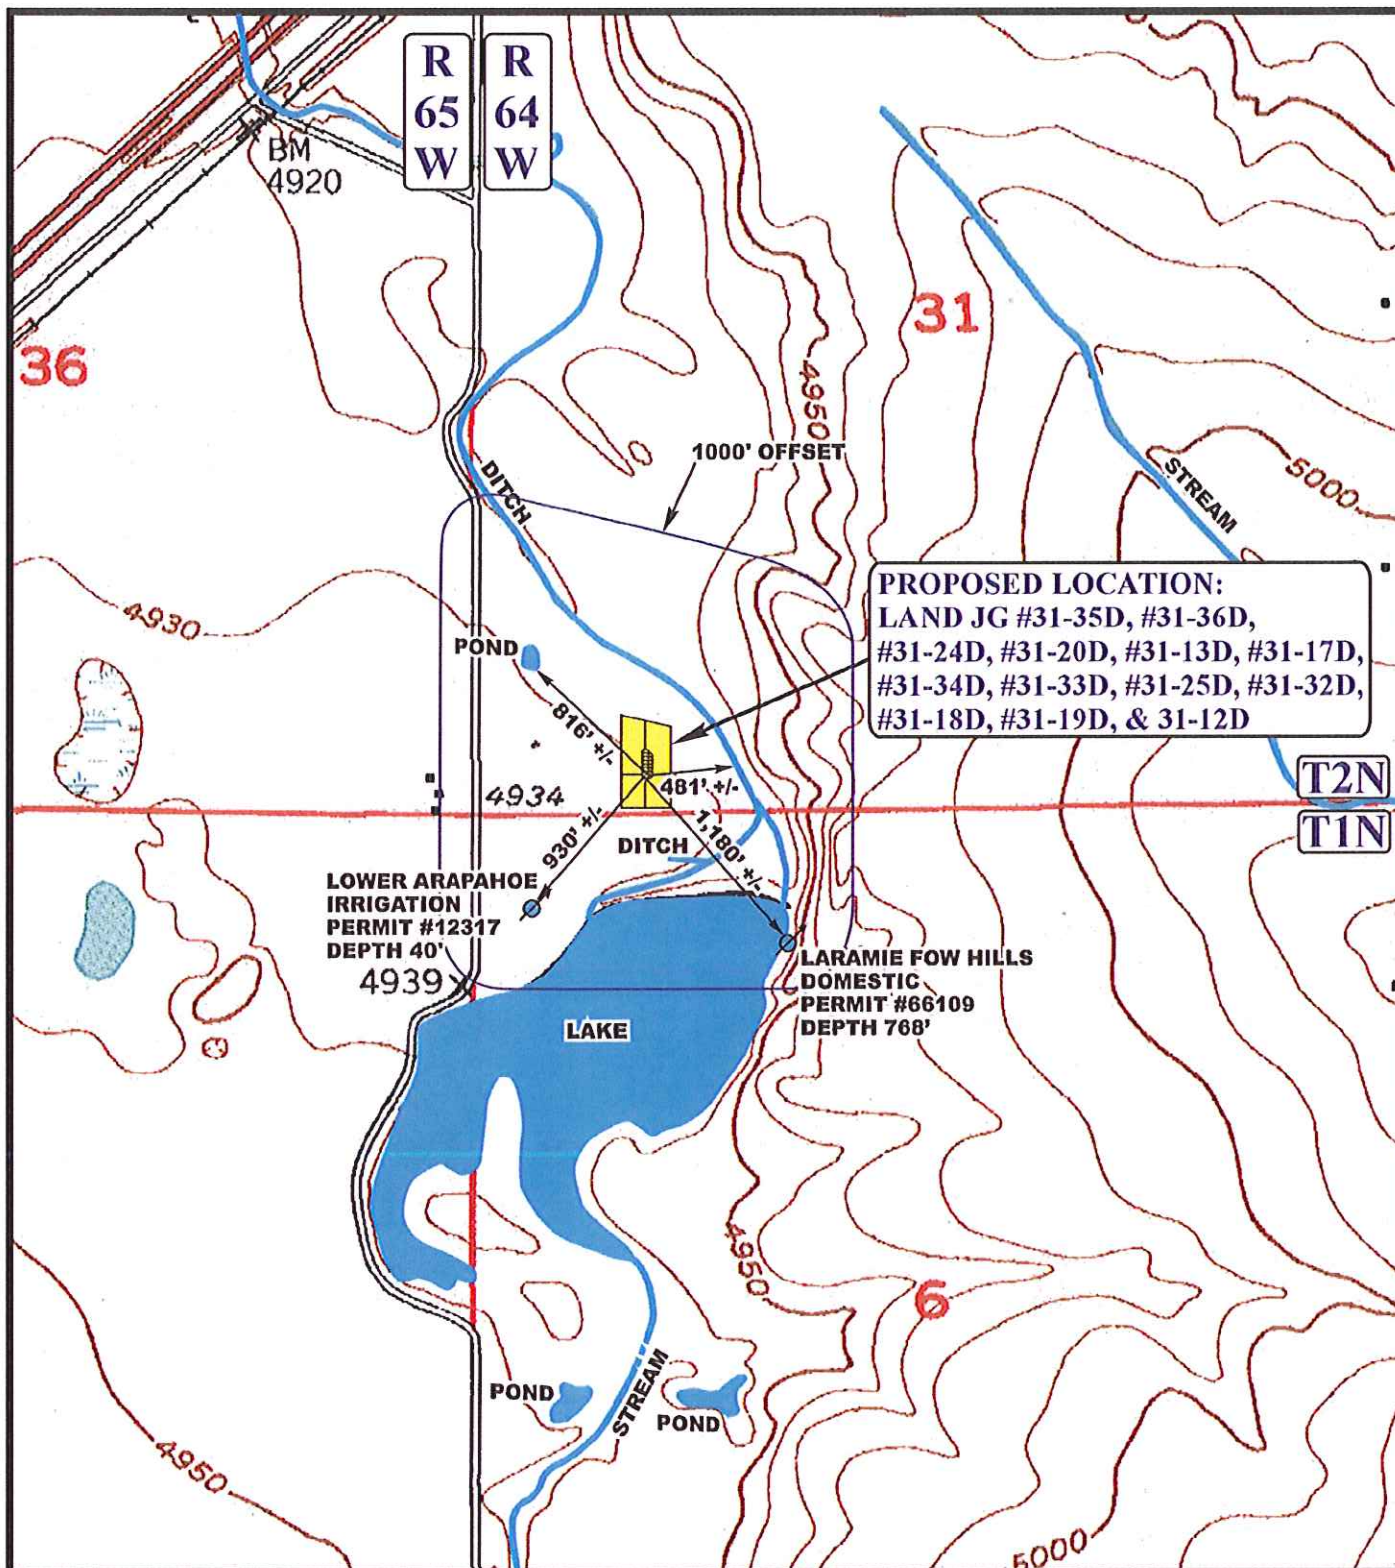 R
65
W
R
64
W
BM
4920
31
36
4950
1000' OFFSET
5000
DITCH
STREAM
PROPOSED LOCATION:
LAND JG #31-35D, #31-36D,
#31-24D, #31-20D, #31-13D, #31-17D,
#31-34D, #31-33D, #31-25D, #31-32D,
#31-18D, #31-19D, & 31-12D
4930
POND
816' +/-
481' +/-
T2N
4934
T1N
930' +/-
DITCH
1,180' +/-
LOWER ARAPAHOE
IRRIGATION
PERMIT #12317
DEPTH 40'
4939
LARAMIE FOW HILLS
DOMESTIC
PERMIT #66109
DEPTH 768'
LAKE
4950
6
POND
STREAM
POND
4950
5000